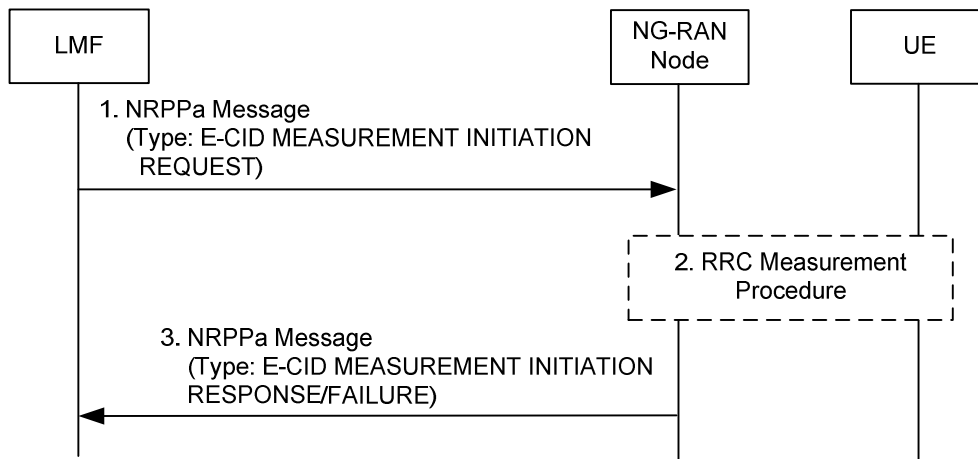 LMF
NG-RAN
Node
UE
1. NRPPa Message
(Type: E-CID MEASUREMENT INITIATION
REQUEST)
2. RRC Measurement
Procedure
3. NRPPa Message
(Type: E-CID MEASUREMENT INITIATION
RESPONSE/FAILURE)